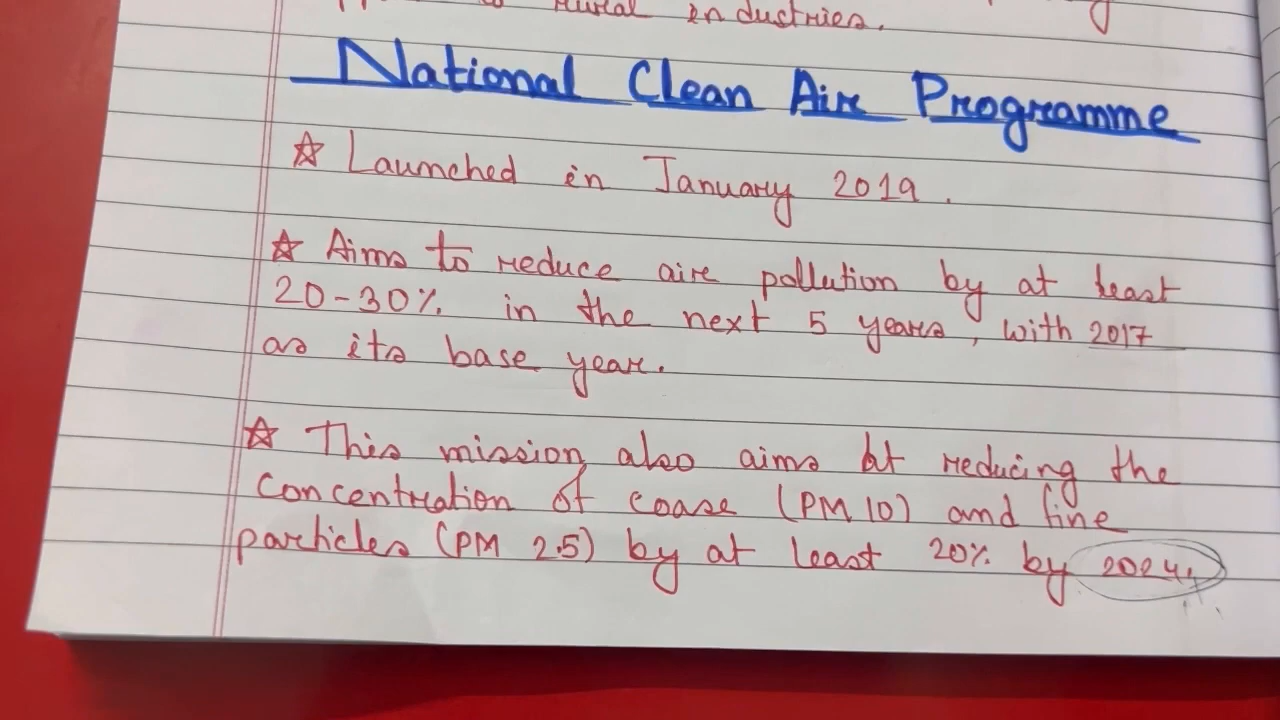 rural industries.
National Clean Air Programme
☆ Launched in January 2019.
☆ Aims to reduce air pollution by at least
20-30% in the next 5 years, with 2017
as its base year.
☆ This mission also aims at reducing the
concentration of coase (PM 10) and fine
particles (PM 2.5) by at least 20% by 2024.